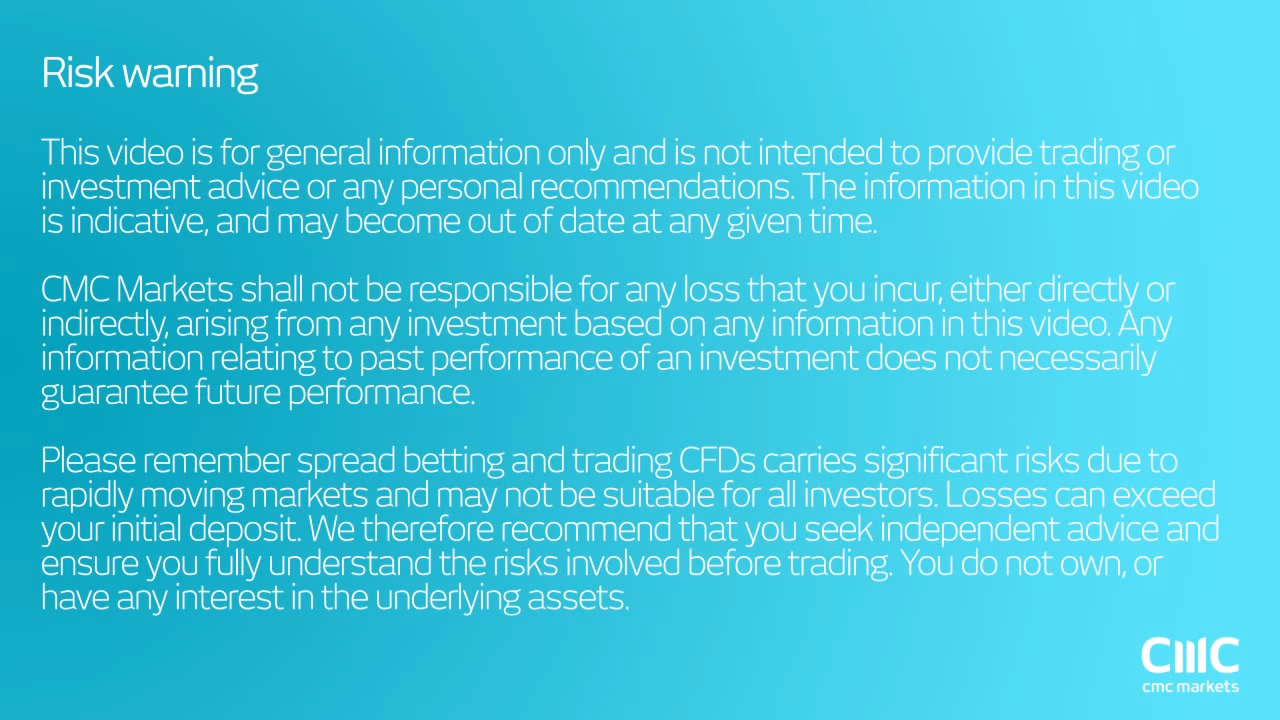 Risk warning
This video is for general information only and is not intended to provide trading or
investment advice or any personal recommendations. The information in this video
is indicative, and may become out of date at any given time.
CMC Markets shall not be responsible for any loss that you incur, either directly or
indirectly, arising from any investment based on any information in this video. Any
information relating to past performance of an investment does not necessarily
guarantee future performance.
Please remember spread betting and trading CFDs carries significant risks due to
rapidly moving markets and may not be suitable for all investors. Losses can exceed
your initial deposit. We therefore recommend that you seek independent advice and
ensure you fully understand the risks involved before trading. You do not own, or
have any interest in the underlying assets.
CMC
cmc markets